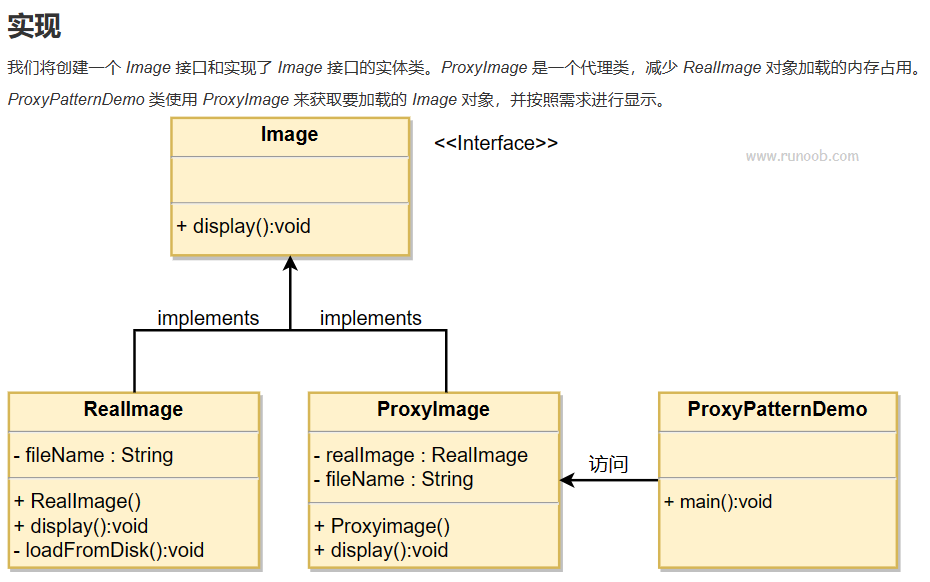 实现
我们将创建一个 Image 接口和实现了 Image 接口的实体类。ProxyImage 是一个代理类，减少 RealImage 对象加载的内存占用。
ProxyPatternDemo 类使用 ProxyImage 来获取要加载的 Image 对象，并按照需求进行显示。
Image
<<Interface>>
www.runoob.com
+ display():void
implements
implements
RealImage
- fileName : String
+ RealImage()
+ display():void
- loadFromDisk():void
ProxyImage
- realImage : RealImage
- fileName : String
+ Proxyimage()
+ display():void
访问
ProxyPatternDemo
+ main():void